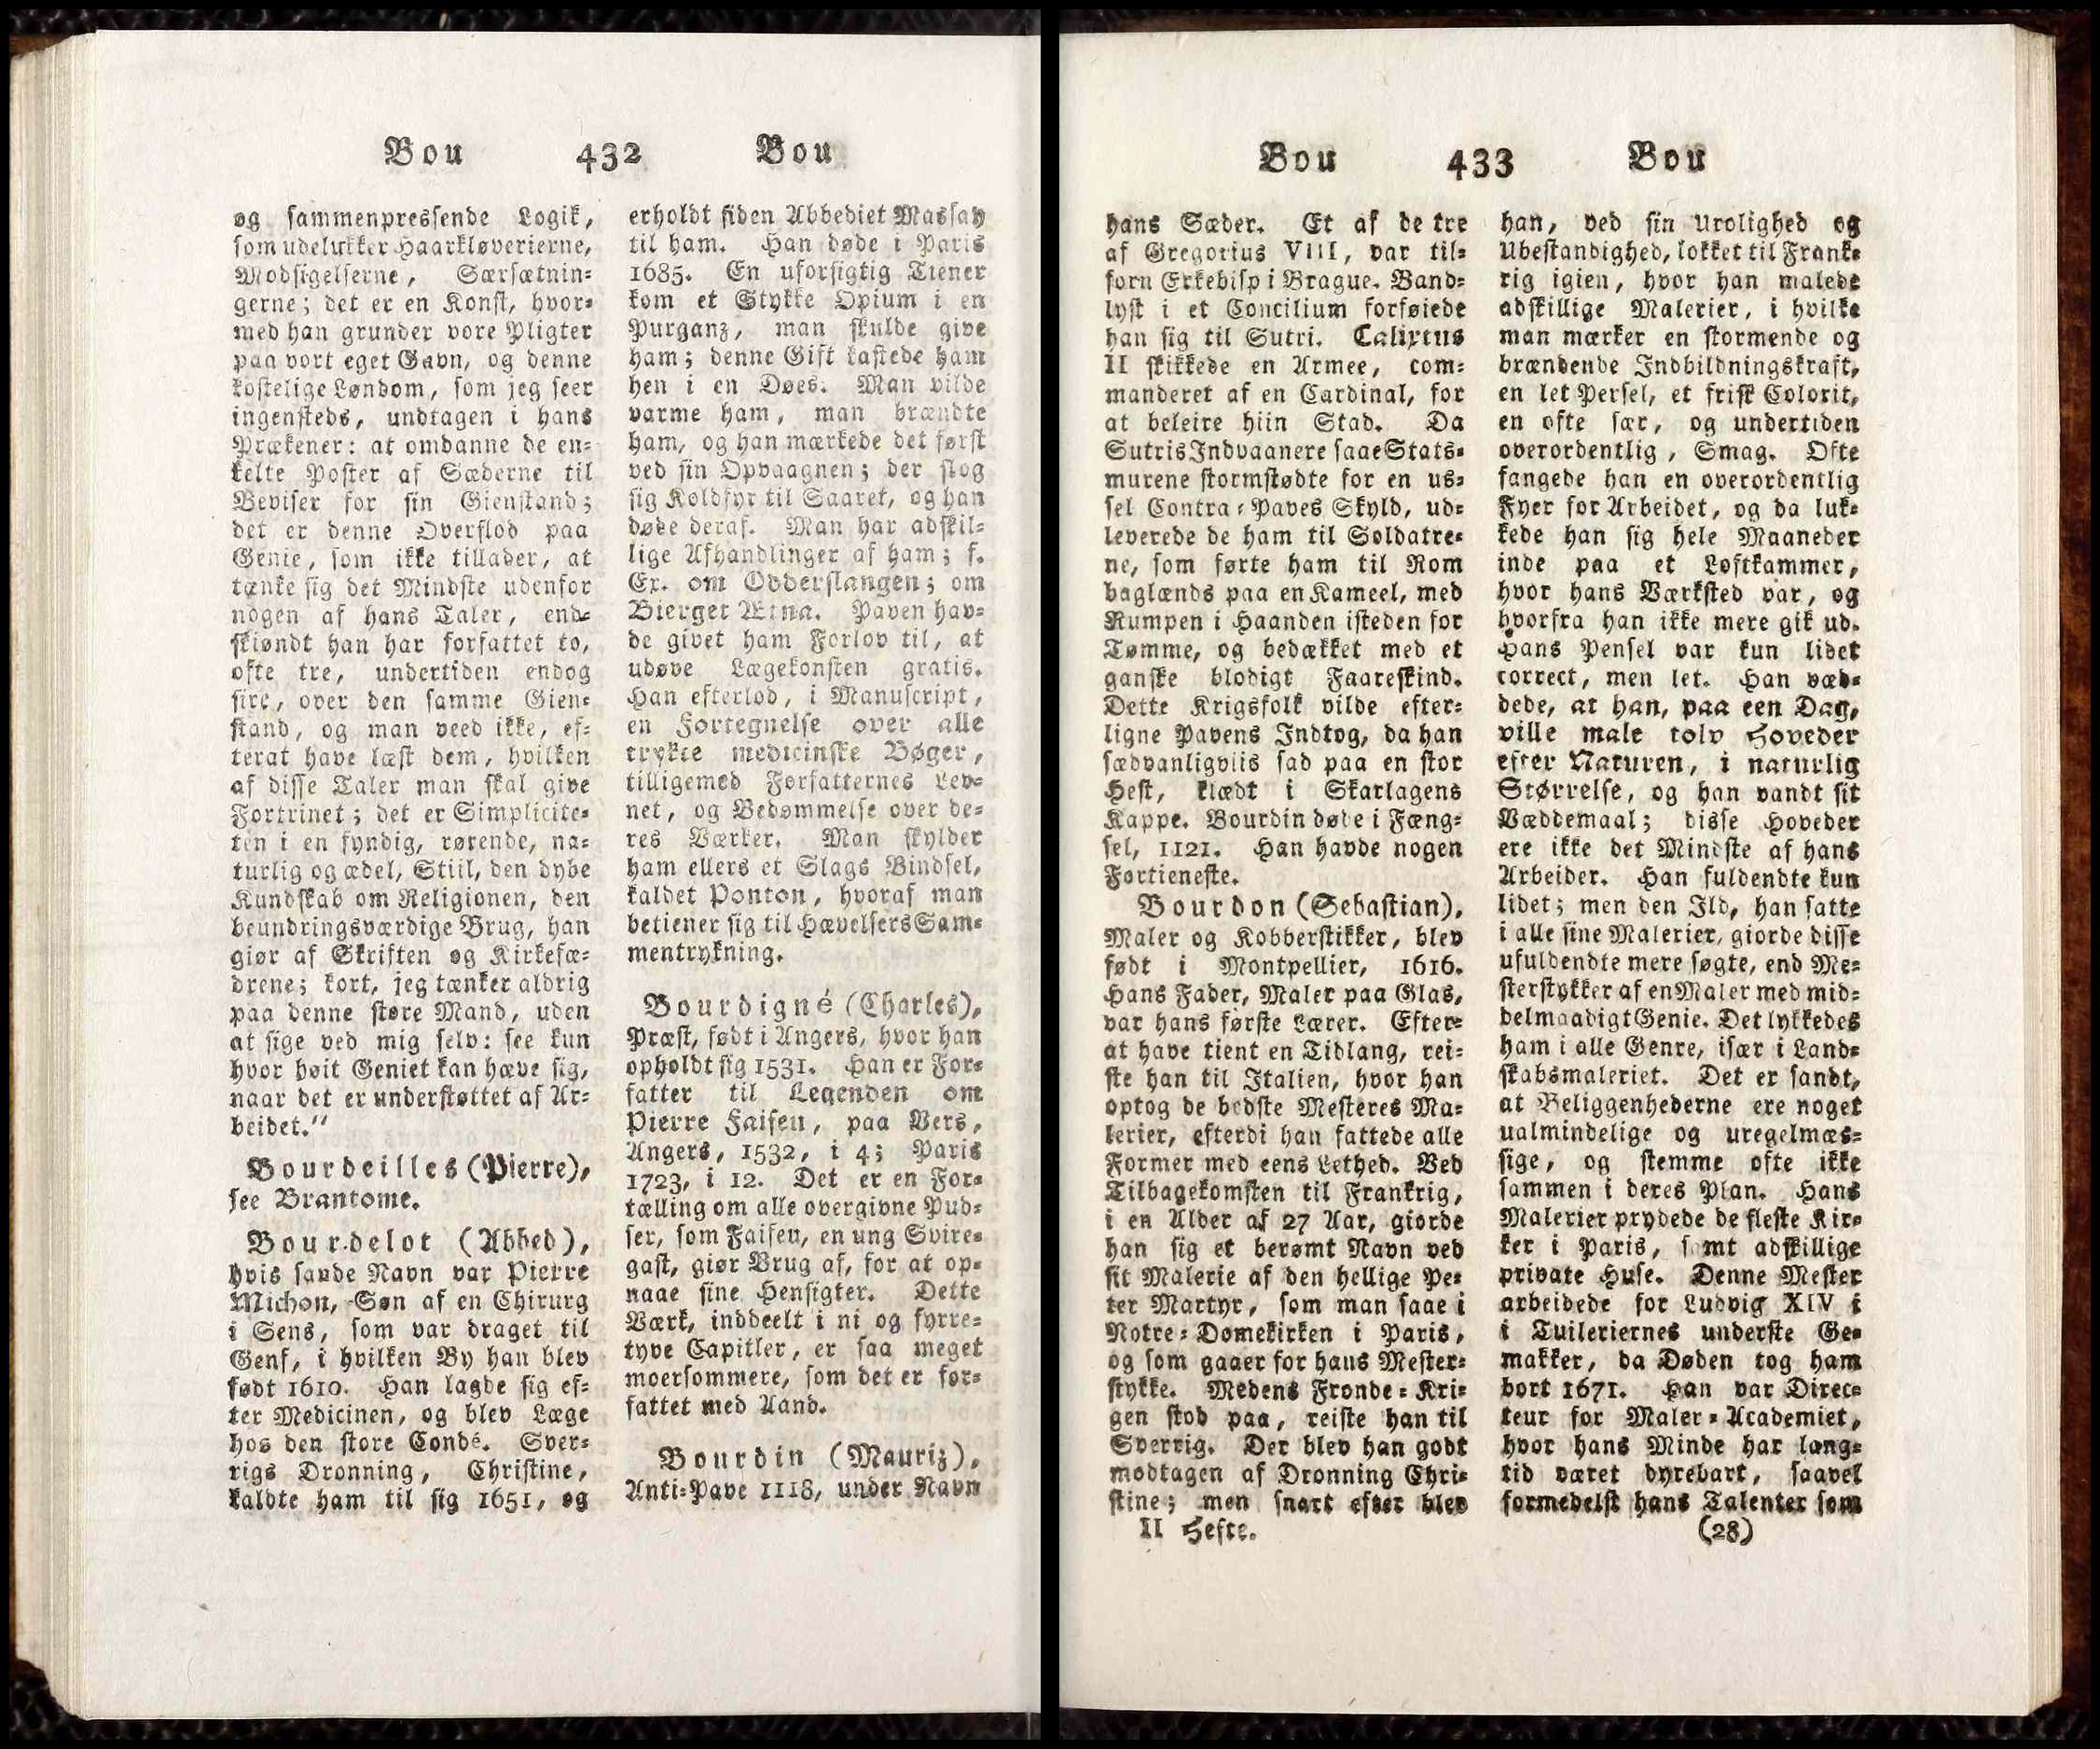 Bou 432 Bou
og sammenpressende Logik,
som udelukker Haarkløverierne,
Modsigelserne, Særsætnin-
gerne; det er en Konst, hvor-
med han grunder vore Pligter
paa vort eget Gavn, og denne
kostelige Løndom, som jeg seer
ingensteds, undtagen i hans
Prækener: at omdanne de en-
kelte Poster af Sæderne til
Beviser for sin Gienstand;
det er denne Overflod paa
Genie, som ikke tillader, at
tænke sig det Mindste udenfor
nogen af hans Taler, end-
skiøndt han har forfattet to,
ofte tre, undertiden endog
fire, over den samme Gien-
stand, og man veed ikke, ef-
terat have læst dem, hvilken
af disse Taler man skal give
Fortrinet; det er Simplicite-
ten i en fyndig, rørende, na-
turlig og ædel, Stiil, den dybe
Kundskab om Religionen, den
beundringsværdige Brug, han
giør af Skriften og Kirkefæ-
drene; kort, jeg tænker aldrig
paa denne store Mand, uden
at sige ved mig selv: see kun
hvor høit Geniet kan hæve sig,
naar det er understøttet af Ar-
beidet."
Bourdeilles (Pierre),
see Brantome.
Bourdelot (Abbed),
hvis sande Navn var Pierre
Michon, Søn af en Chirurg
i Sens, som var draget til
Genf, i hvilken By han blev
født 1610. Han lagde sig ef-
ter Medicinen, og blev Læge
hos den store Condé. Sver-
rigs Dronning, Christine,
kaldte ham til sig 1651, og
erholdt siden Abbediet Massay
til ham. Han døde i Paris
1685. En uforsigtig Tiener
kom et Stykke Opium i en
Purganz, man skulde give
ham; denne Gift kastede ham
hen i en Døes. Man vilde
varme ham, man brændte
ham, og han mærkede det først
ved sin Opvaagnen; der slog
sig Koldfyr til Saaret, og han
døde deraf. Man har adskil-
lige Afhandlinger af ham; f.
Ex. om Odderslangen; om
Bierget Ætna. Paven hav-
de givet ham Forlov til, at
udøve Lægekonsten gratis.
Han efterlod, i Manuscript,
en Fortegnelse over alle
trykte medicinske Bøger,
tilligemed Forfatternes Lev-
net, og Bedømmelse over de-
res Værker. Man skylder
ham ellers et Slags Bindsel,
kaldet Ponton, hvoraf man
betiener sig til Hævelsers Sam-
mentrykning.
Bourdigné (Charles),
Præst, født i Angers, hvor han
opholdt sig 1531. Han er For-
fatter til Legenden om
Pierre Faifeu, paa Vers,
Angers, 1532, i 4; Paris
1723, i 12. Det er en For-
tælling om alle overgivne Pud-
ser, som Faifeu, en ung Svire-
gast, giør Brug af, for at op-
naae sine Hensigter. Dette
Værk, inddeelt i ni og fyrre-
tyve Capitler, er saa meget
moersommere, som det er for-
fattet med Aand.
Bourdin (Mauriz),
Anti-Pave 1118, under Navn
Bou 433 Bou
hans Sæder. Et af de tre
af Gregorius VIII, var til-
forn Erkebisp i Brague. Band-
lyst i et Concilium forføiede
han sig til Sutri. Calixtus
II skikkede en Armee, com-
manderet af en Cardinal, for
at beleire hiin Stad. Da
Sutris Indvaanere saae Stats-
murene stormstødte for en us-
sel Contra-Paves Skyld, ud-
leverede de ham til Soldatre-
ne, som førte ham til Rom
baglænds paa en Kameel, med
Rumpen i Haanden isteden for
Tømme, og bedækket med et
ganske blodigt Faareskind.
Dette Krigsfolk vilde efter-
ligne Pavens Indtog, da han
sædvanligviis sad paa en stor
Hest, klædt i Skarlagens
Kappe. Bourdin døde i Fæng-
sel, 1121. Han havde nogen
Fortieneste.
Bourdon (Sebastian),
Maler og Kobberstikker, blev
født i Montpellier, 1616.
Hans Fader, Maler paa Glas,
var hans første Lærer. Efter-
at have tient en Tidlang, rei-
ste han til Italien, hvor han
optog de bedste Mesteres Ma-
lerier, efterdi han fattede alle
Former med eens Lethed. Ved
Tilbagekomsten til Frankrig,
i en Alder af 27 Aar, giorde
han sig et berømt Navn ved
sit Malerie af den hellige Pe-
ter Martyr, som man saae i
Notre-Domekirken i Paris,
og som gaaer for hans Mester-
stykke. Medens Fronde-Kri-
gen stod paa, reiste han til
Sverrig. Der blev han godt
modtagen af Dronning Chri-
stine; men snart efter blev
II Hefte.
han, ved sin Urolighed og
Ubestandighed, lokket til Frank-
rig igien, hvor han malede
adskillige Malerier, i hvilke
man mærker en stormende og
brændende Indbildningskraft,
en let Persel, et frisk Colorit,
en ofte sær, og undertiden
overordentlig, Smag. Ofte
fangede han en overordentlig
Fyer for Arbeidet, og da luk-
kede han sig hele Maaneder
inde paa et Loftkammer,
hvor hans Værksted var, og
hvorfra han ikke mere gik ud.
Hans Pensel var kun lidet
correct, men let. Han væd-
dede, at han, paa een Dag,
ville male tolv Hoveder
efter Naturen, i naturlig
Størrelse, og han vandt sit
Væddemaal; disse Hoveder
ere ikke det Mindste af hans
Arbeider. Han fuldendte kun
lidet; men den Ild, han satte
i alle sine Malerier, giorde disse
ufuldendte mere søgte, end Me-
sterstykker af en Maler med mid-
delmaadigt Genie. Det lykkedes
ham i alle Genre, især i Land-
skabsmaleriet. Det er sandt,
at Beliggenhederne ere noget
ualmindelige og uregelmæs-
sige, og stemme ofte ikke
sammen i deres Plan. Hans
Malerier prydede de fleste Kir-
ker i Paris, samt adskillige
private Huse. Denne Mester
arbeidede for Ludvig XIV i
i Tuileriernes underste Ge-
makker, da Døden tog ham
bort 1671. Han var Direc-
teur for Maler-Academiet,
hvor hans Minde har lang-
tid været dyrebart, saavel
formedelst hans Talenter som
(28)